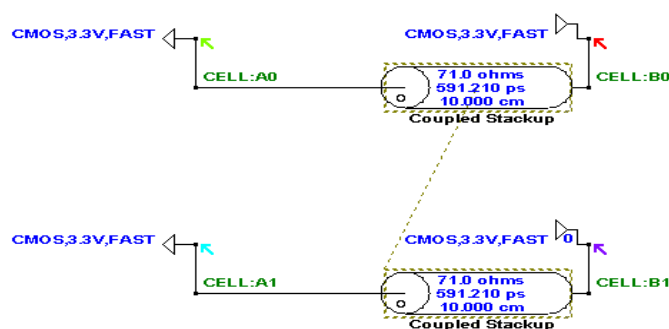 CMOS,3.3V,FAST
CMOS,3.3V,FAST
CELL:A0
71.0 ohms
591.210 ps
10.000 cm
CELL:B0
Coupled Stackup
CMOS,3.3V,FAST
CMOS,3.3V,FAST
0
CELL:A1
71.0 ohms
591.210 ps
10.000 cm
CELL:B1
Coupled Stackup